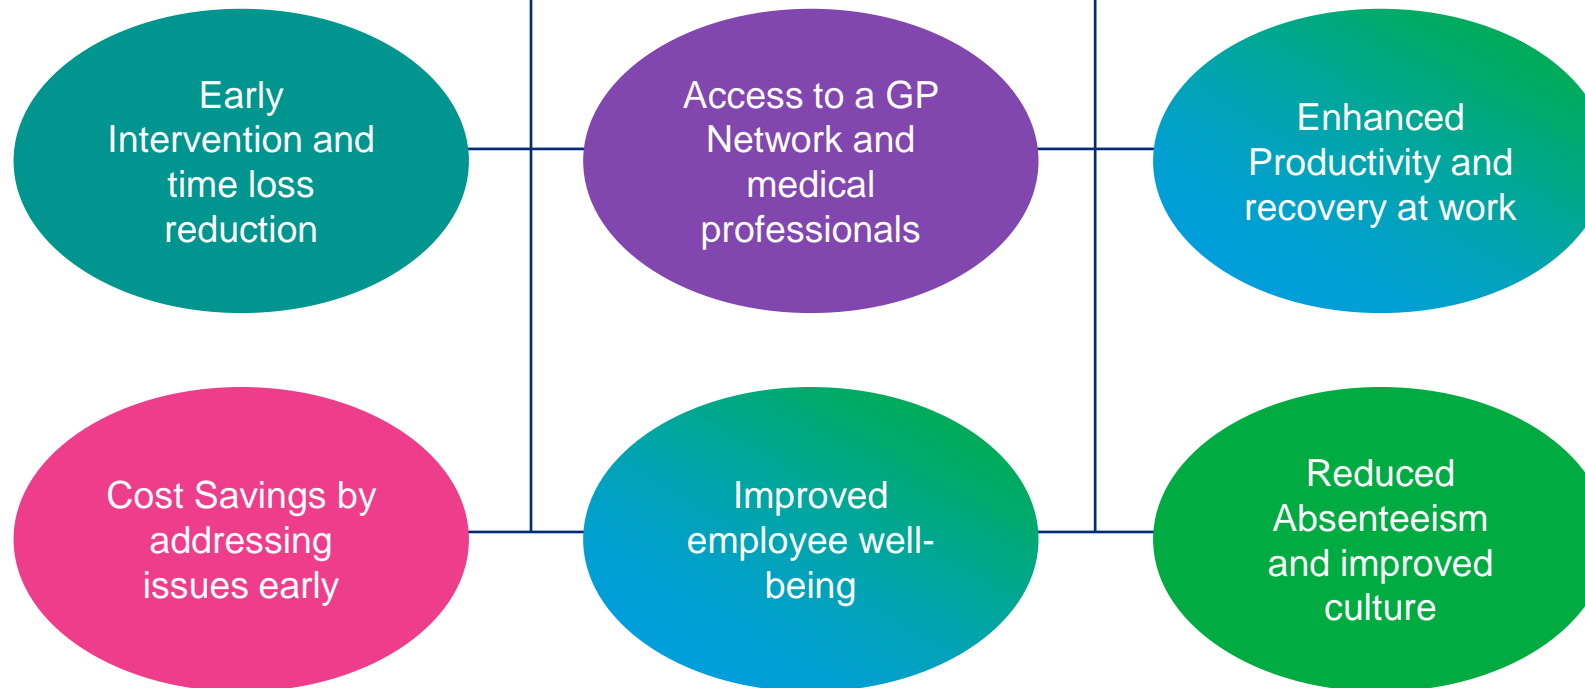 Early
Intervention and
time loss
reduction
Access to a GP
Network and
medical
professionals
Enhanced
Productivity and
recovery at work
Cost Savings by
addressing
issues early
Improved
employee well-
being
Reduced
Absenteeism
and improved
culture